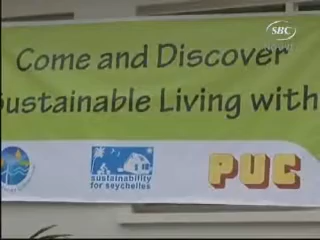 SBC
Come and Discover
Sustainable Living with
sustainability
for seychelles
PUC